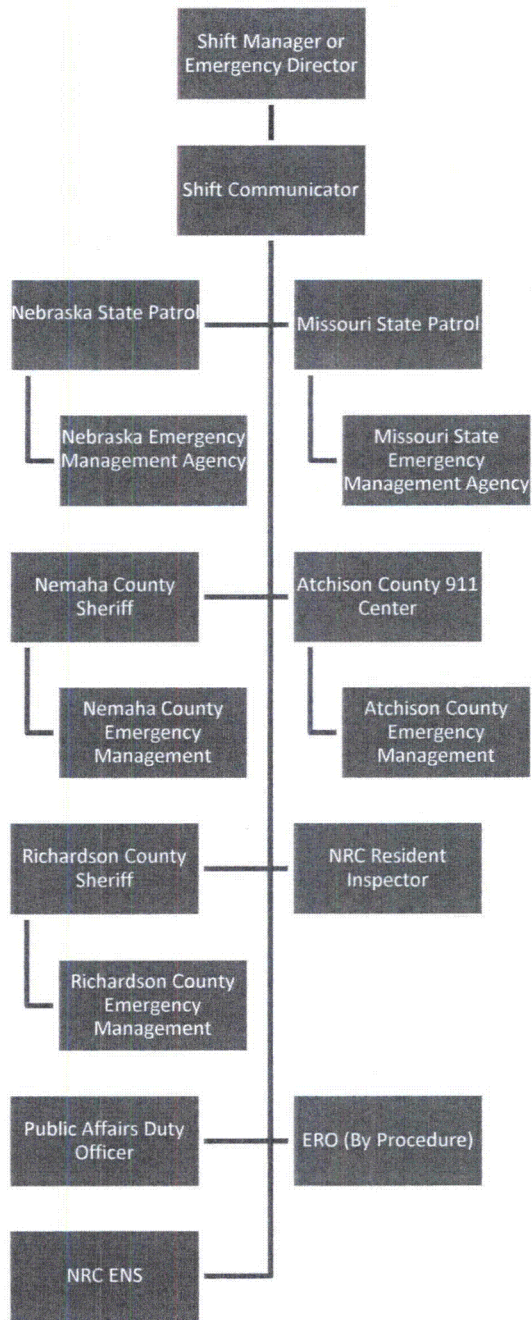 Shift Manager or
Emergency Director
Shift Communicator
Nebraska State Patrol
Missouri State Patrol
Nebraska Emergency
Management Agency
Missouri State
Emergency
Management Agency
Nemaha County
Sheriff
Atchison County 911
Center
Nemaha County
Emergency
Management
Atchison County
Emergency
Management
Richardson County
Sheriff
NRC Resident
Inspector
Richardson County
Emergency
Management
Public Affairs Duty
Officer
ERO (By Procedure)
NRC ENS